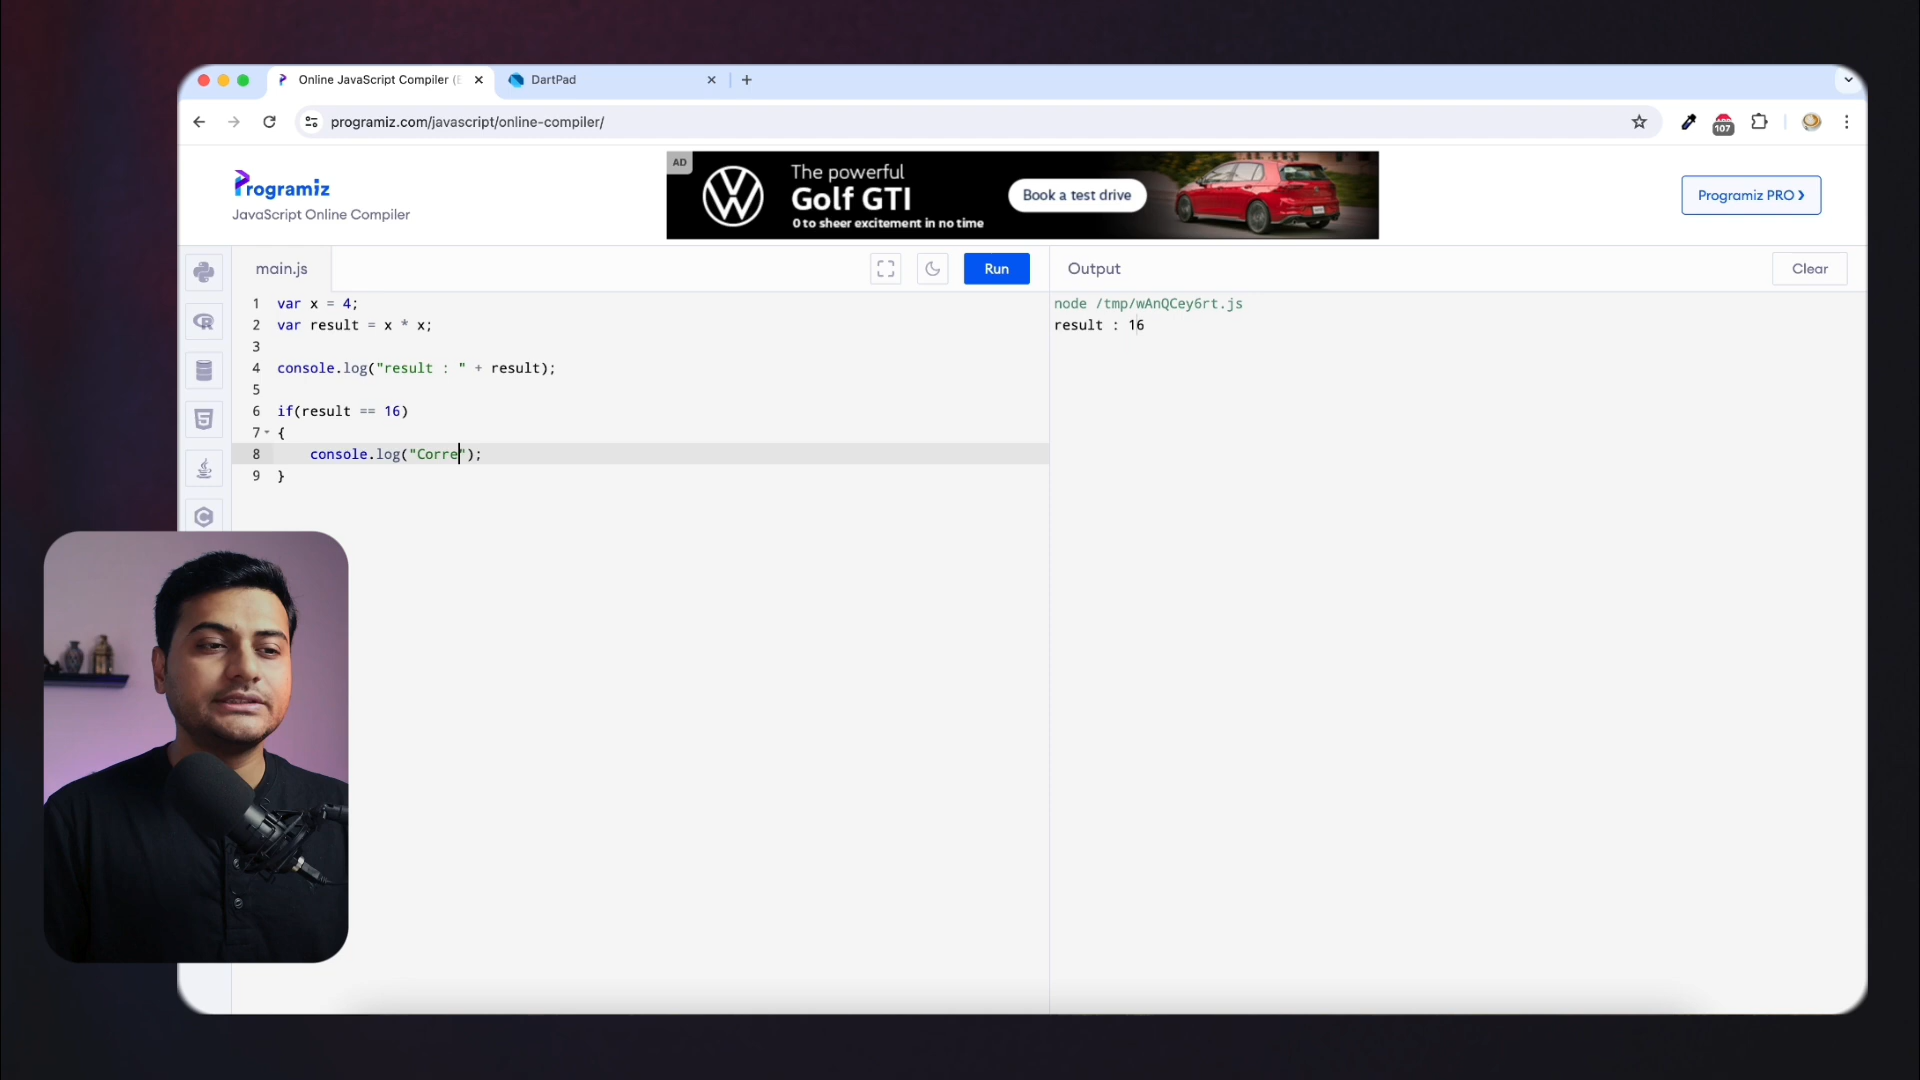 Online JavaScript Compiler (E
DartPad
programiz.com/javascript/online-compiler/
107
Programiz
JavaScript Online Compiler
AD
The powerful
Golf GTI
0 to sheer excitement in no time
Book a test drive
Programiz PRO ❯
main.js
Run
Output
Clear
1 var x = 4;
2 var result = x * x;
3
4 console.log("result : " + result);
5
6 if(result == 16)
7 {
8 console.log("Corre");
9 }
node /tmp/wAnQCey6rt.js
result : 16